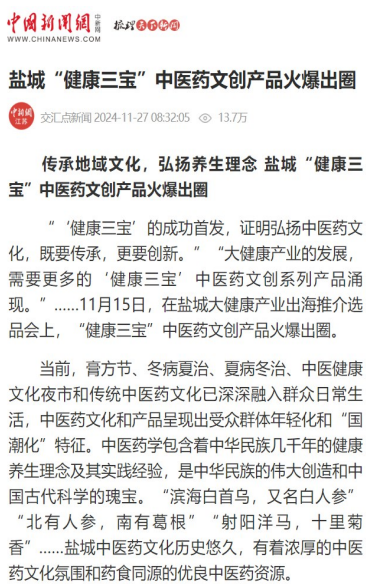 中國新聞網 中新网 梳理天下新闻
WWW.CHINANEWS.COM
盐城“健康三宝”中医药文创产品火爆出圈
中新网 江苏 交汇点新闻 2024-11-27 08:32:05 13.7万
传承地域文化，弘扬养生理念 盐城“健康三
宝”中医药文创产品火爆出圈
“‘健康三宝’的成功首发，证明弘扬中医药文
化，既要传承，更要创新。”“大健康产业的发展，
需要更多的‘健康三宝’中医药文创系列产品涌
现。”……11月15日，在盐城大健康产业出海推介选
品会上，“健康三宝”中医药文创产品火爆出圈。
当前，膏方节、冬病夏治、夏病冬治、中医健康
文化夜市和传统中医药文化已深深融入群众日常生
活，中医药文化和产品呈现出受众群体年轻化和“国
潮化”特征。中医药学包含着中华民族几千年的健康
养生理念及其实践经验，是中华民族的伟大创造和中
国古代科学的瑰宝。“滨海白首乌，又名白人参”
“北有人参，南有葛根”“射阳洋马，十里菊
香”……盐城中医药文化历史悠久，有着浓厚的中医
药文化氛围和药食同源的优良中医药资源。